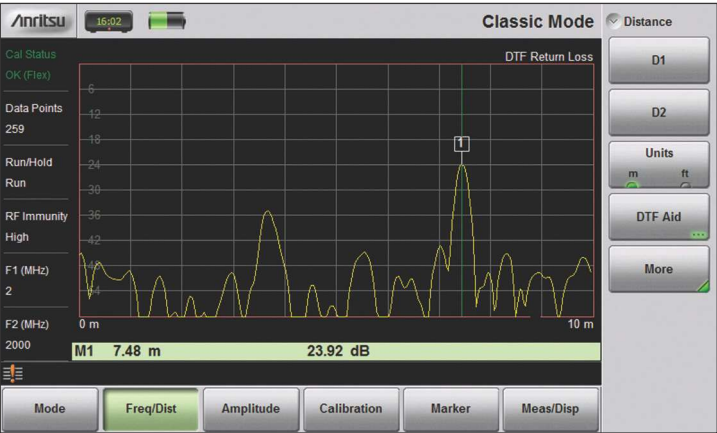 Anritsu
16:02
Classic Mode
Distance
Cal Status
OK (Flex)
DTF Return Loss
D1
Data Points
259
D2
Run/Hold
Run
Units
m ft
RF Immunity
High
DTF Aid
F1 (MHz)
2
More
F2 (MHz)
2000
-6
-12
-18
-24
-30
-36
-42
1
0 m
10 m
M1 7.48 m 23.92 dB
Mode
Freq/Dist
Amplitude
Calibration
Marker
Meas/Disp